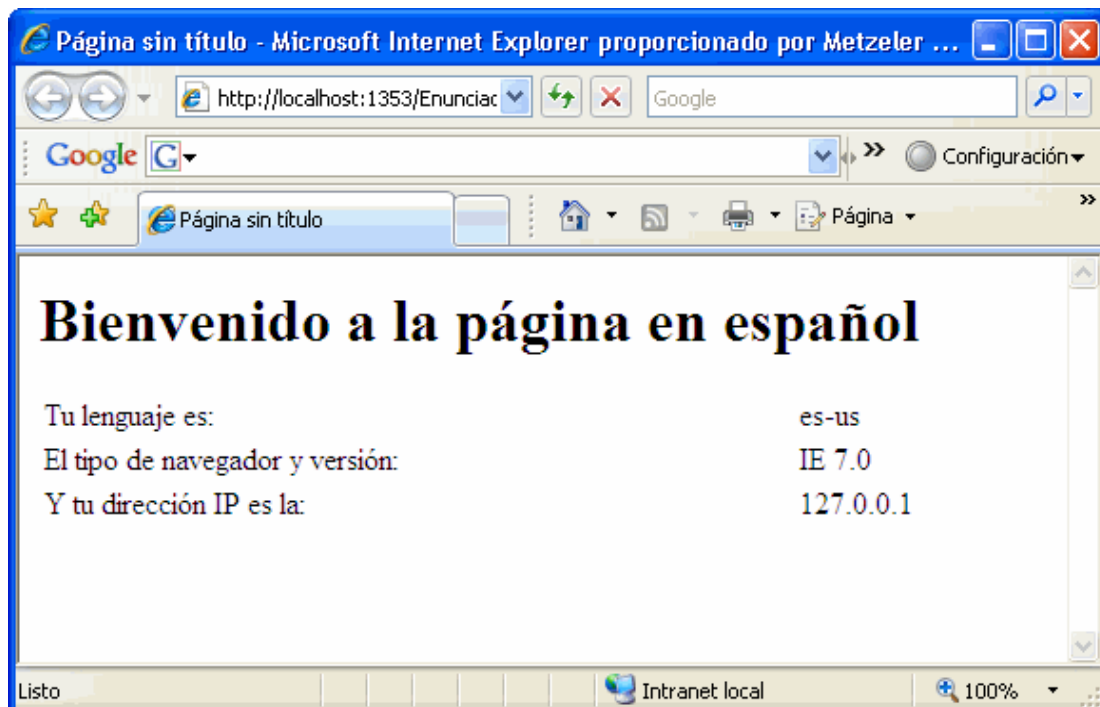 Página sin título - Microsoft Internet Explorer proporcionado por Metzeler ...
http://localhost:1353/Enunciac
Google
Google G
Configuración
Página sin título
Página
Bienvenido a la página en español
Tu lenguaje es: es-us
El tipo de navegador y versión: IE 7.0
Y tu dirección IP es la: 127.0.0.1
Listo
Intranet local
100%